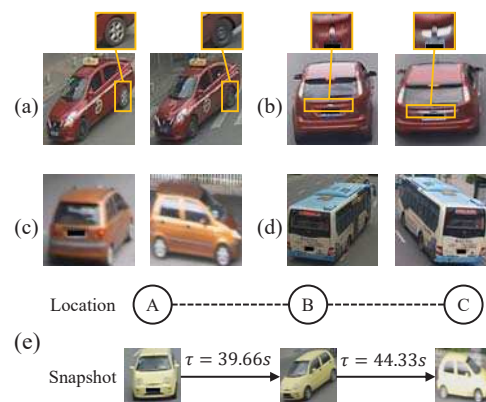 (a)
(b)
(c)
(d)
Location A B C
(e)
Snapshot τ = 39.66s τ = 44.33s